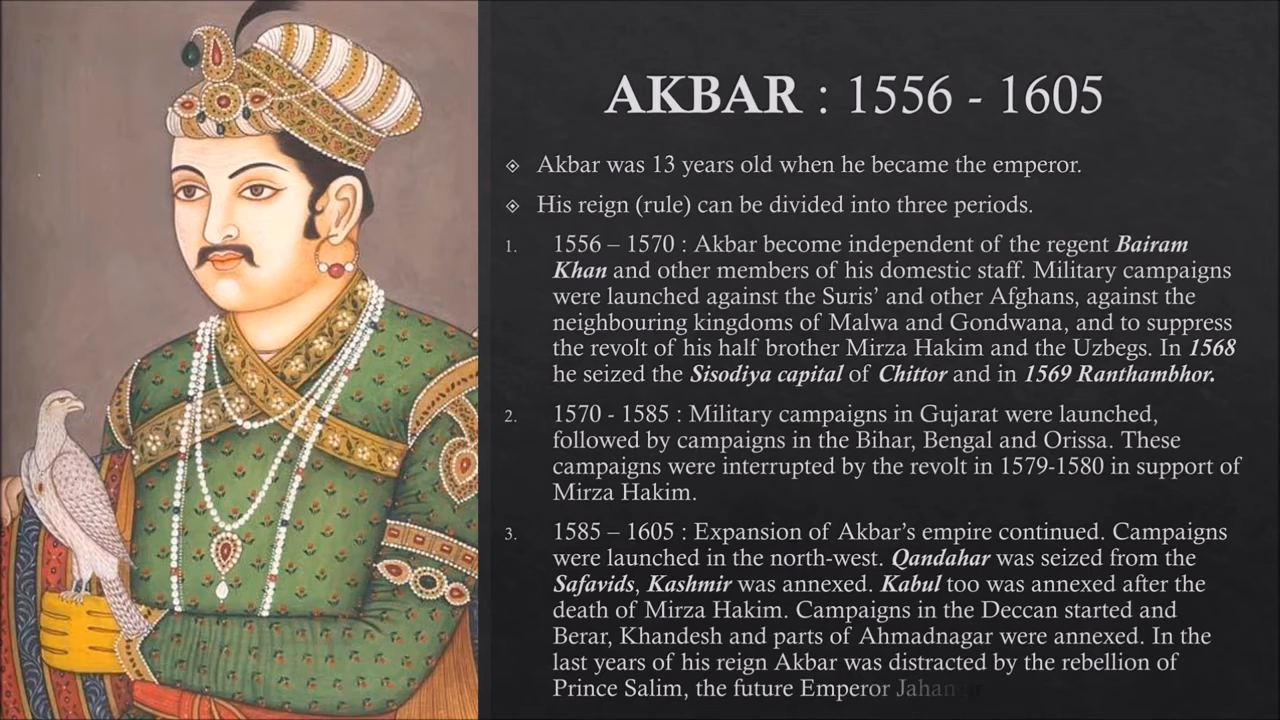 AKBAR : 1556 - 1605
Akbar was 13 years old when he became the emperor.
His reign (rule) can be divided into three periods.
1. 1556 – 1570 : Akbar become independent of the regent Bairam
Khan and other members of his domestic staff. Military campaigns
were launched against the Suris’ and other Afghans, against the
neighbouring kingdoms of Malwa and Gondwana, and to suppress
the revolt of his half brother Mirza Hakim and the Uzbegs. In 1568
he seized the Sisodiya capital of Chittor and in 1569 Ranthambhor.
2. 1570 - 1585 : Military campaigns in Gujarat were launched,
followed by campaigns in the Bihar, Bengal and Orissa. These
campaigns were interrupted by the revolt in 1579-1580 in support of
Mirza Hakim.
3. 1585 – 1605 : Expansion of Akbar’s empire continued. Campaigns
were launched in the north-west. Qandahar was seized from the
Safavids, Kashmir was annexed. Kabul too was annexed after the
death of Mirza Hakim. Campaigns in the Deccan started and
Berar, Khandesh and parts of Ahmadnagar were annexed. In the
last years of his reign Akbar was distracted by the rebellion of
Prince Salim, the future Emperor